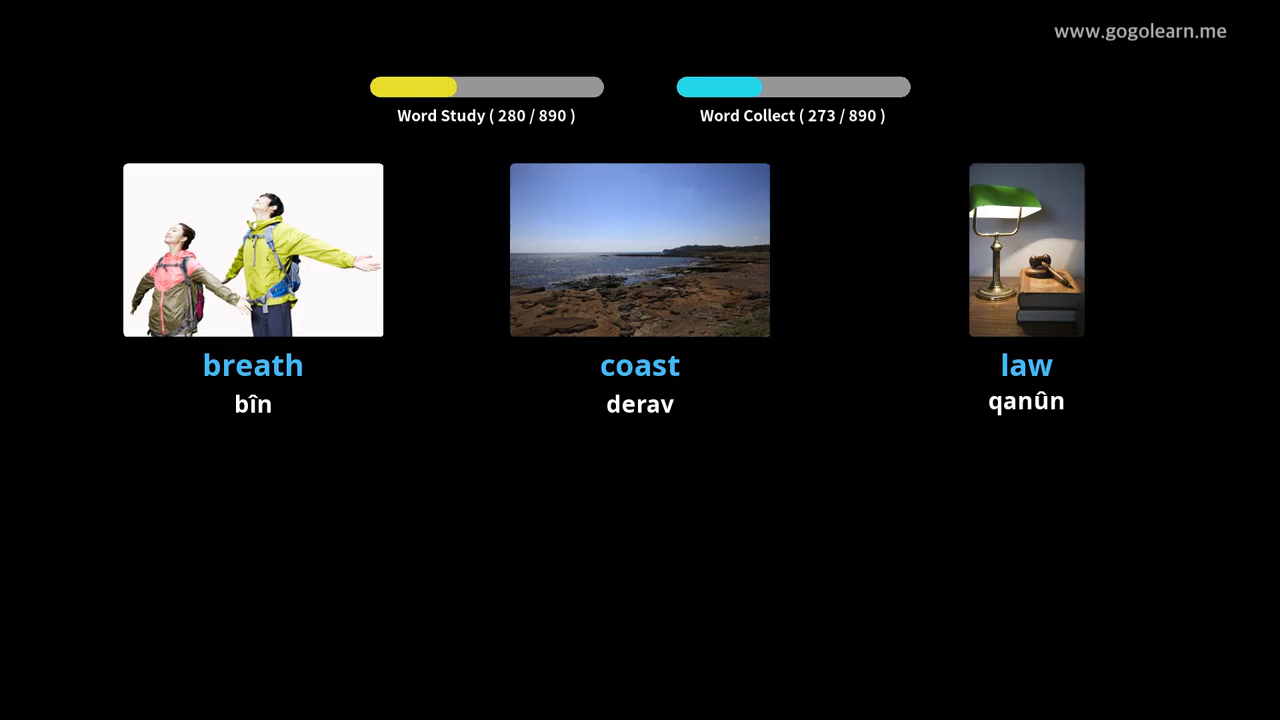 www.gogolearn.me
Word Study ( 280 / 890 )
Word Collect ( 273 / 890 )
breath
coast
law
bîn
derav
qanûn